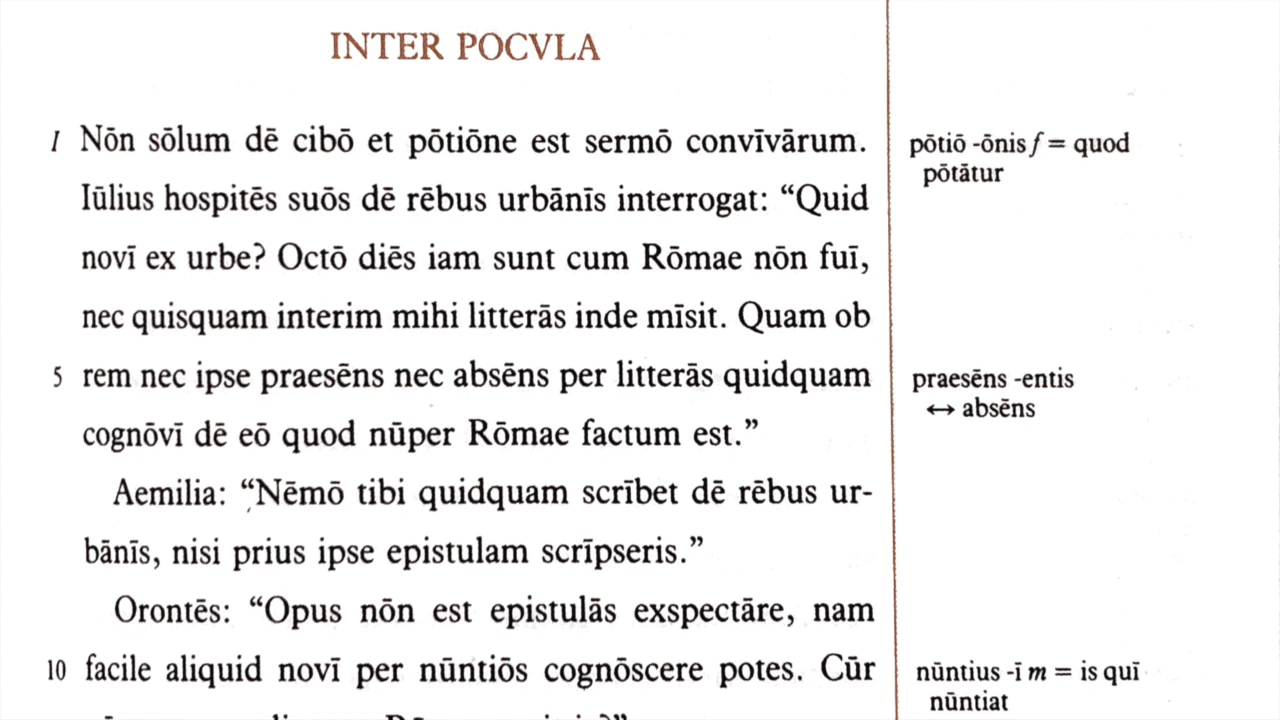 INTER POCVLA
I Nōn sōlum dē cibō et pōtiōne est sermō convīvārum.
Iūlius hospitēs suōs dē rēbus urbānīs interrogat: “Quid
novī ex urbe? Octō diēs iam sunt cum Rōmae nōn fuī,
nec quisquam interim mihi litterās inde mīsit. Quam ob
5 rem nec ipse praesēns nec absēns per litterās quidquam
cognōvī dē eō quod nūper Rōmae factum est.”
Aemilia: “Nēmō tibi quidquam scrībet dē rēbus ur-
bānīs, nisi prius ipse epistulam scrīpseris.”
Orontēs: “Opus nōn est epistulās exspectāre, nam
10 facile aliquid novī per nūntiōs cognōscere potes. Cūr
pōtiō -ōnis f = quod
pōtātur
praesēns -entis
↔ absēns
nūntius -ī m = is quī
nūntiat